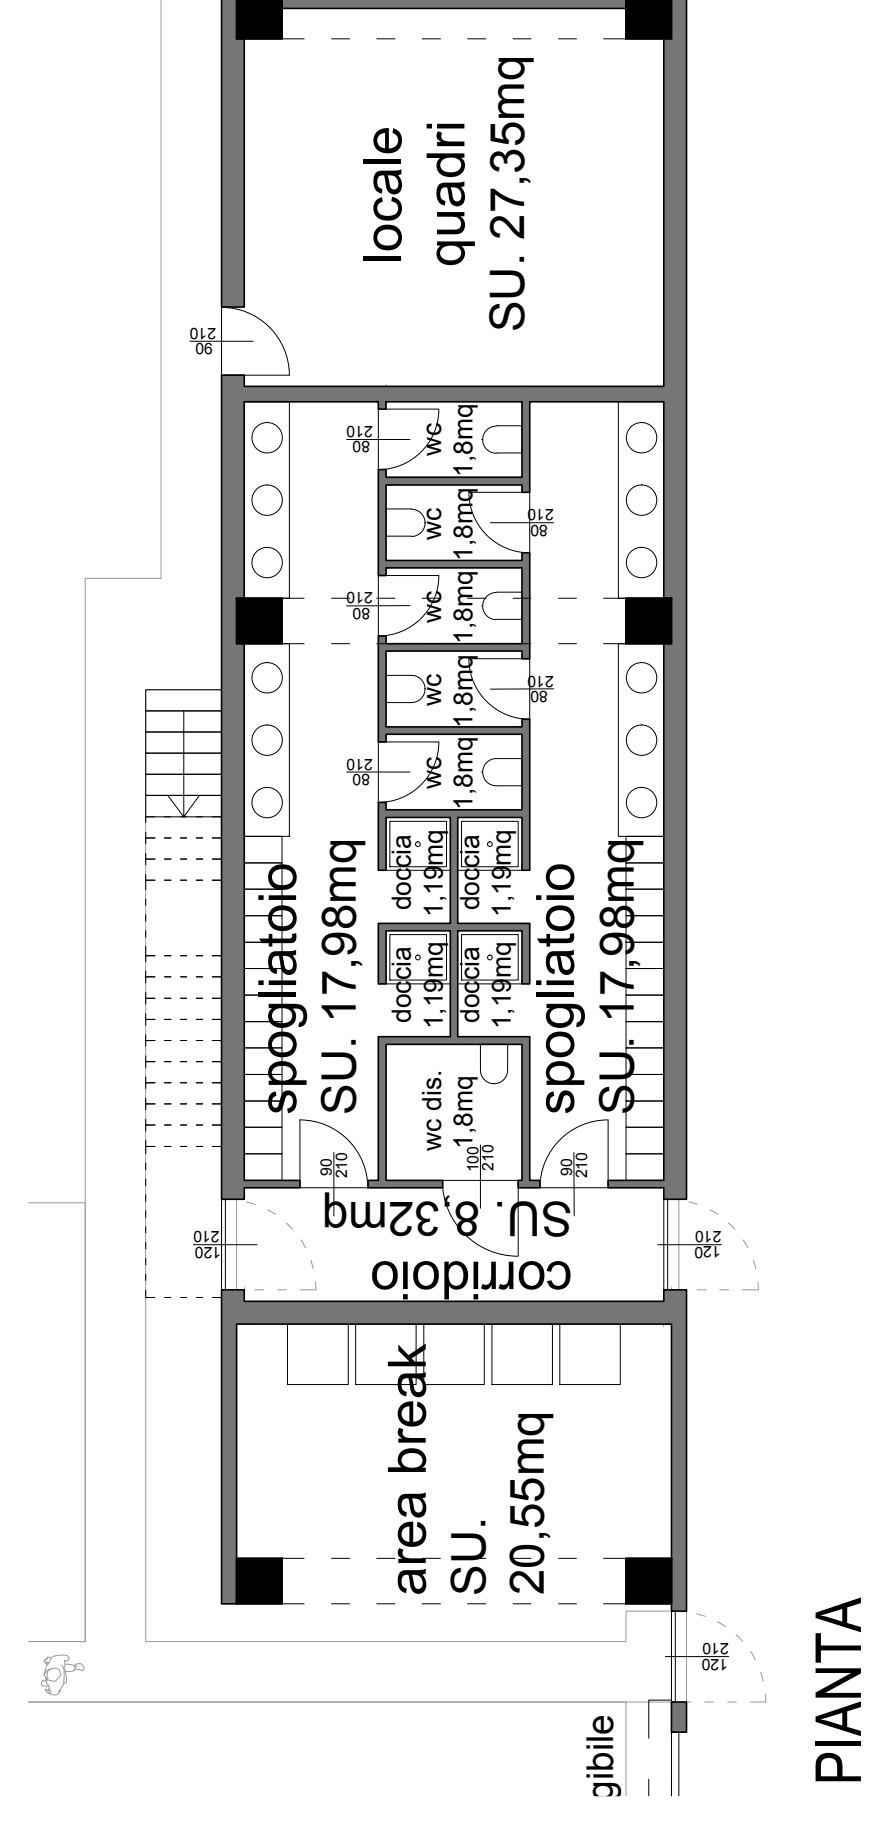 locale
quadri
SU. 27,35mq
90
210
80
210
wc
1,8mq
wc
1,8mq
80
210
80
210
wc
1,8mq
wc
1,8mq
80
210
80
210
wc
1,8mq
doccia
1,19mq
doccia
1,19mq
doccia
1,19mq
doccia
1,19mq
spogliatoio
SU. 17,98mq
spogliatoio
SU. 17,98mq
wc dis.
1,8mq
90
210
100
210
90
210
corridoio
SU. 8,32mq
120
210
120
210
area break
SU.
20,55mq
120
210
gibile
PIANTA